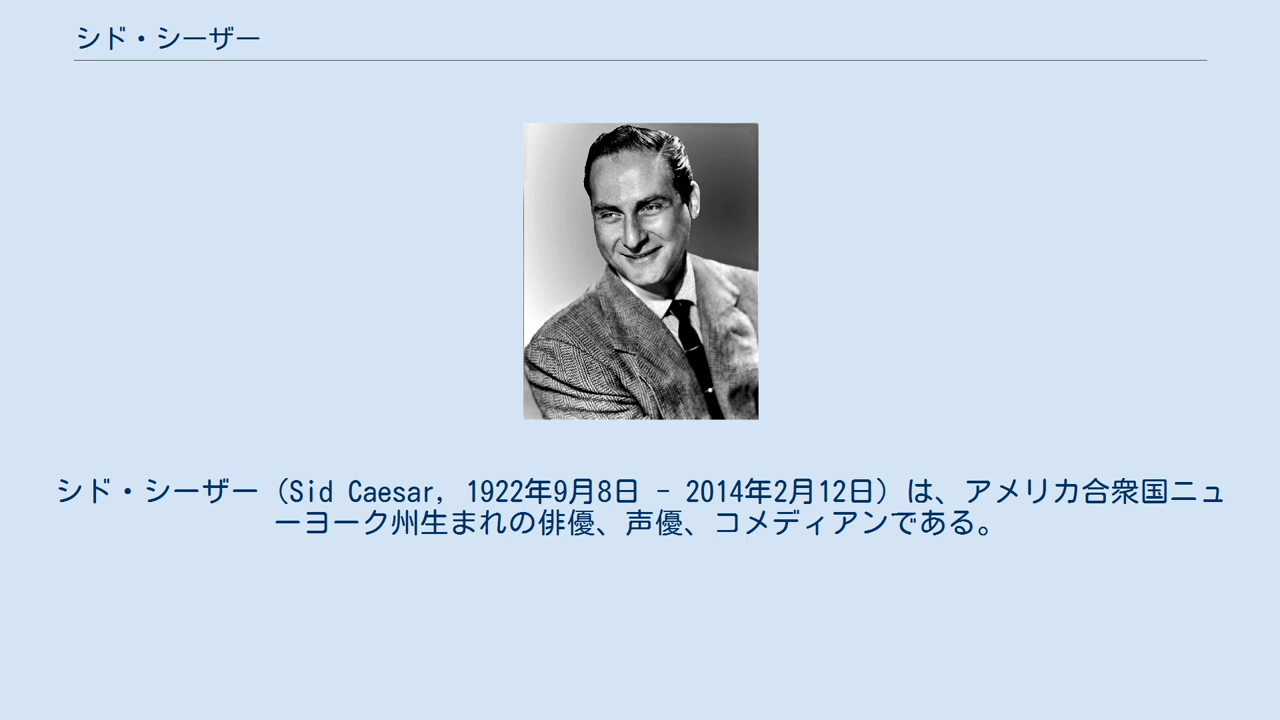 シド・シーザー
シド・シーザー（Sid Caesar, 1922年9月8日 - 2014年2月12日）は、アメリカ合衆国ニュ
ーヨーク州生まれの俳優、声優、コメディアンである。